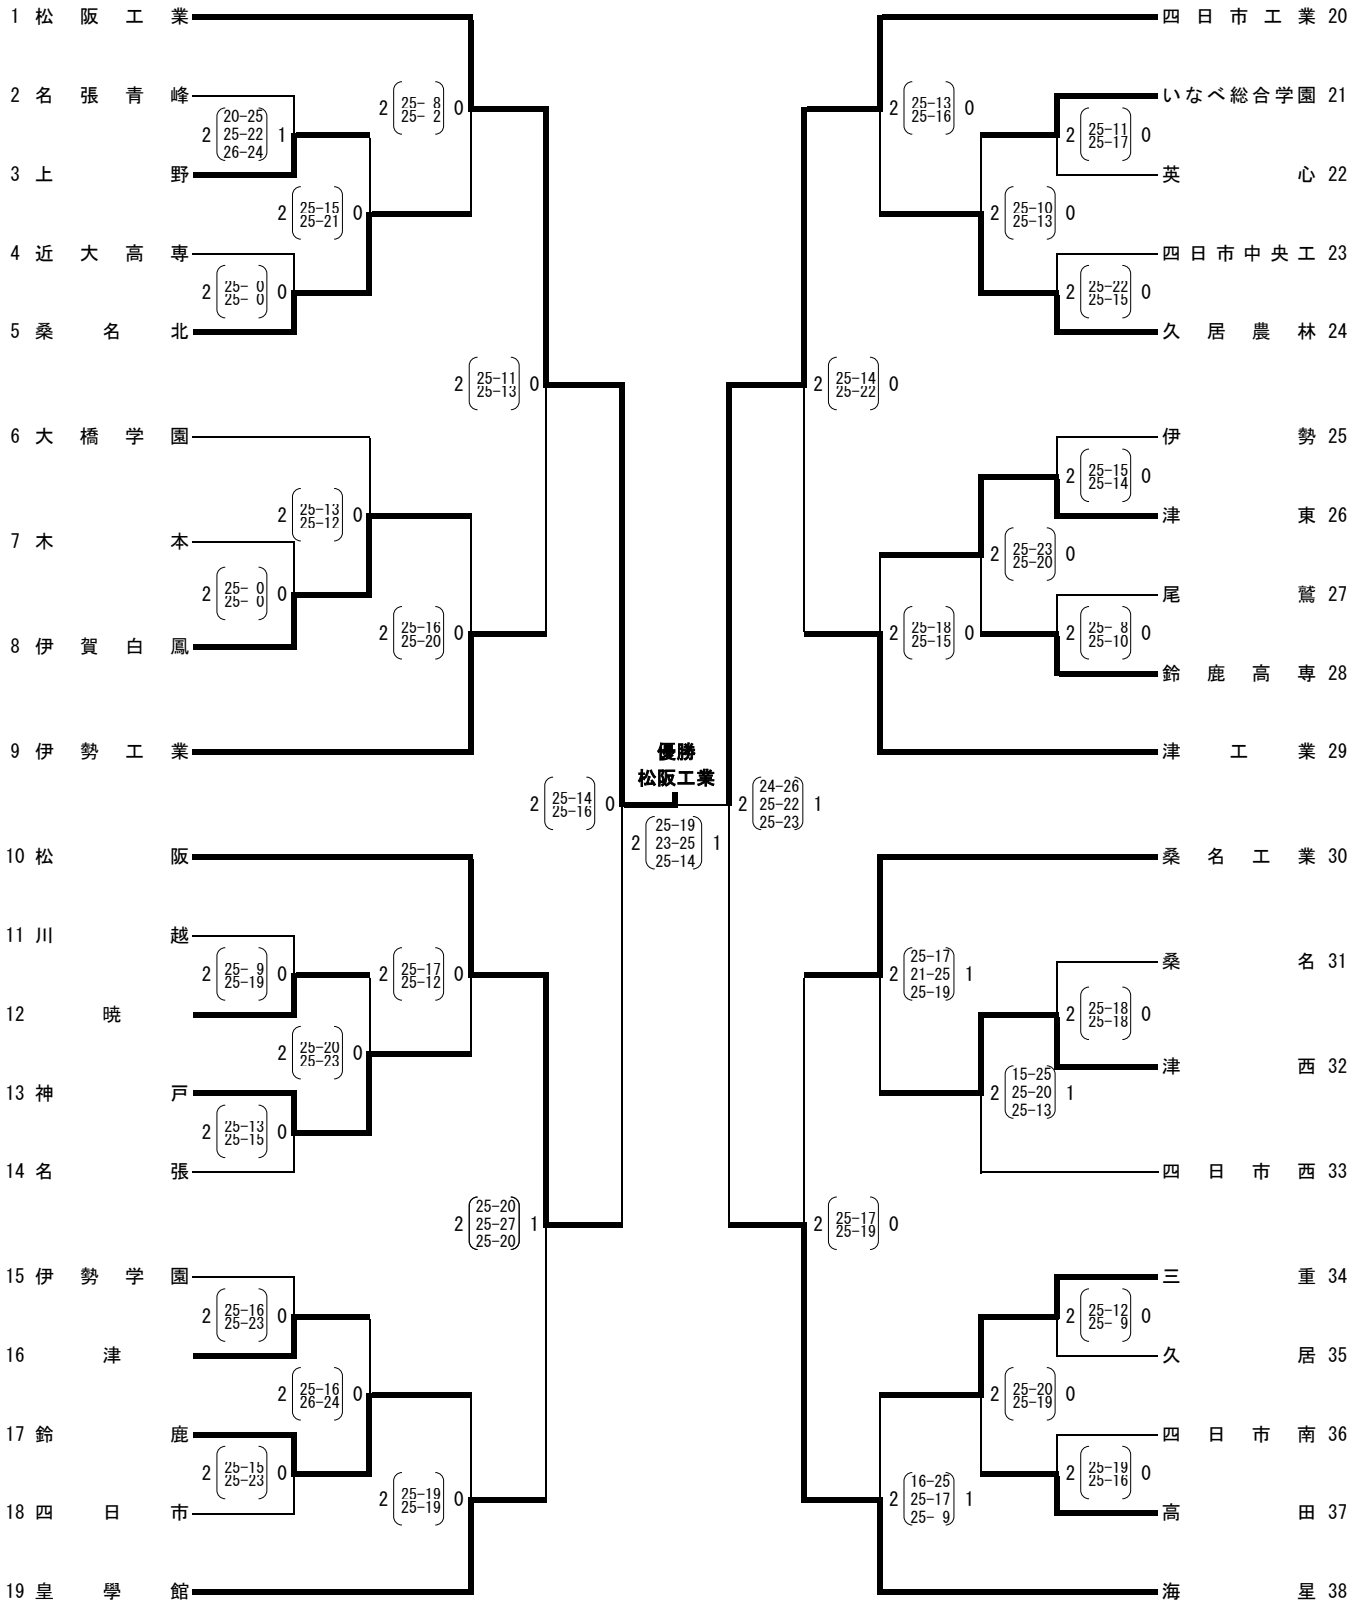 1 松阪工業
2 名張青峰
2 20-25 25-22 26-24 1
3 上野
2 25-8 25-2 0
2 25-15 25-21 0
4 近大高専
2 25-0 25-0 0
5 桑名北
2 25-11 25-13 0
6 大橋学園
2 25-13 25-12 0
7 木本
2 25-0 25-0 0
8 伊賀白鳳
2 25-16 25-20 0
9 伊勢工業
2 25-14 25-16 0
10 松阪
11 川越
2 25-9 25-19 0
2 25-17 25-12 0
12 暁
2 25-20 25-23 0
13 神戸
2 25-13 25-15 0
14 名張
2 25-20 25-27 25-20 1
15 伊勢学園
2 25-16 25-23 0
16 津
2 25-16 26-24 0
17 鈴鹿
2 25-15 25-23 0
18 四日市
2 25-19 25-19 0
19 皇學館
優勝
松阪工業
2 25-19 23-25 25-14 1
四日市工業 20
2 25-13 25-16 0
いなべ総合学園 21
2 25-11 25-17 0
英心 22
2 25-10 25-13 0
四日市中央工 23
2 25-22 25-15 0
久居農林 24
2 25-14 25-22 0
伊勢 25
2 25-15 25-14 0
津東 26
2 25-23 25-20 0
尾鷲 27
2 25-8 25-10 0
2 25-18 25-15 0
鈴鹿高専 28
津工業 29
2 24-26 25-22 25-23 1
桑名工業 30
2 25-17 21-25 25-19 1
桑名 31
2 25-18 25-18 0
津西 32
2 15-25 25-20 25-13 1
四日市西 33
2 25-17 25-19 0
三重 34
2 25-12 25-9 0
久居 35
2 25-20 25-19 0
四日市南 36
2 25-19 25-16 0
2 16-25 25-17 25-9 1
高田 37
海星 38